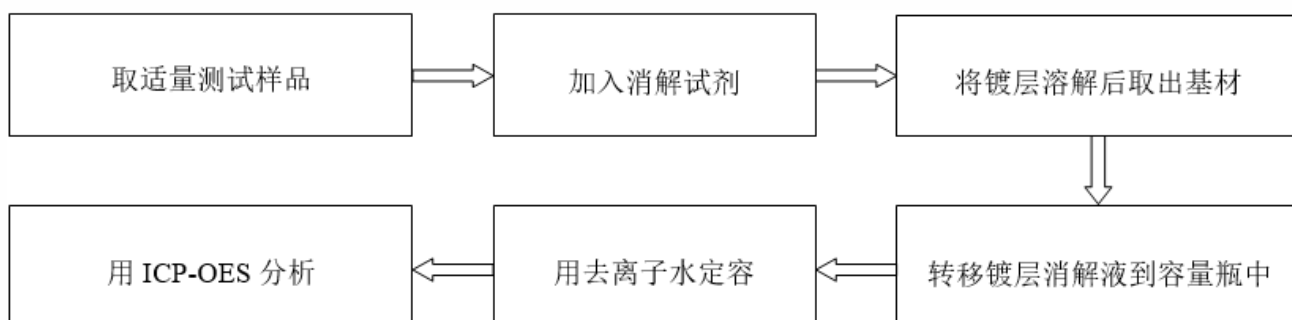 取适量测试样品
加入消解试剂
将镀层溶解后取出基材
转移镀层消解液到容量瓶中
用去离子水定容
用 ICP-OES 分析